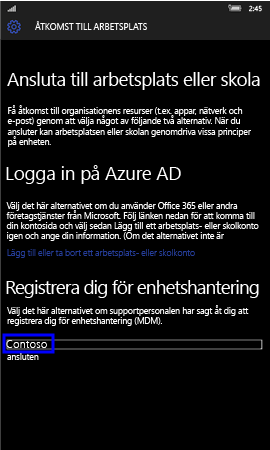 2:45
ÅTKOMST TILL ARBETSPLATS
Ansluta till arbetsplats eller skola
Få åtkomst till organisationens resurser (t.ex. appar, nätverk och
e-post) genom att välja något av följande två alternativ. När du
ansluter kan arbetsplatsen eller skolan genomdriva vissa principer
på enheten.
Logga in på Azure AD
Välj det här alternativet om du använder Office 365 eller andra
företagstjänster från Microsoft. Följ länken nedan för att komma till
din kontosida och välj sedan Lägg till ett arbetsplats- eller skolkonto
igen och ange din information. (Om det alternativet inte är
Lägg till eller ta bort ett arbetsplats- eller skolkonto
Registrera dig för enhetshantering
Välj det här alternativet om supportpersonalen har sagt åt dig att
registrera dig för enhetshantering (MDM).
Contoso
ansluten